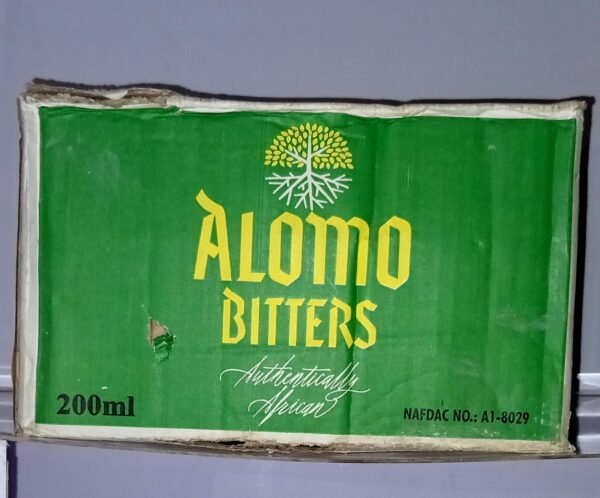 ALOMO
BITTERS
Authentically
African
200ml
NAFDAC NO.: A1-8029